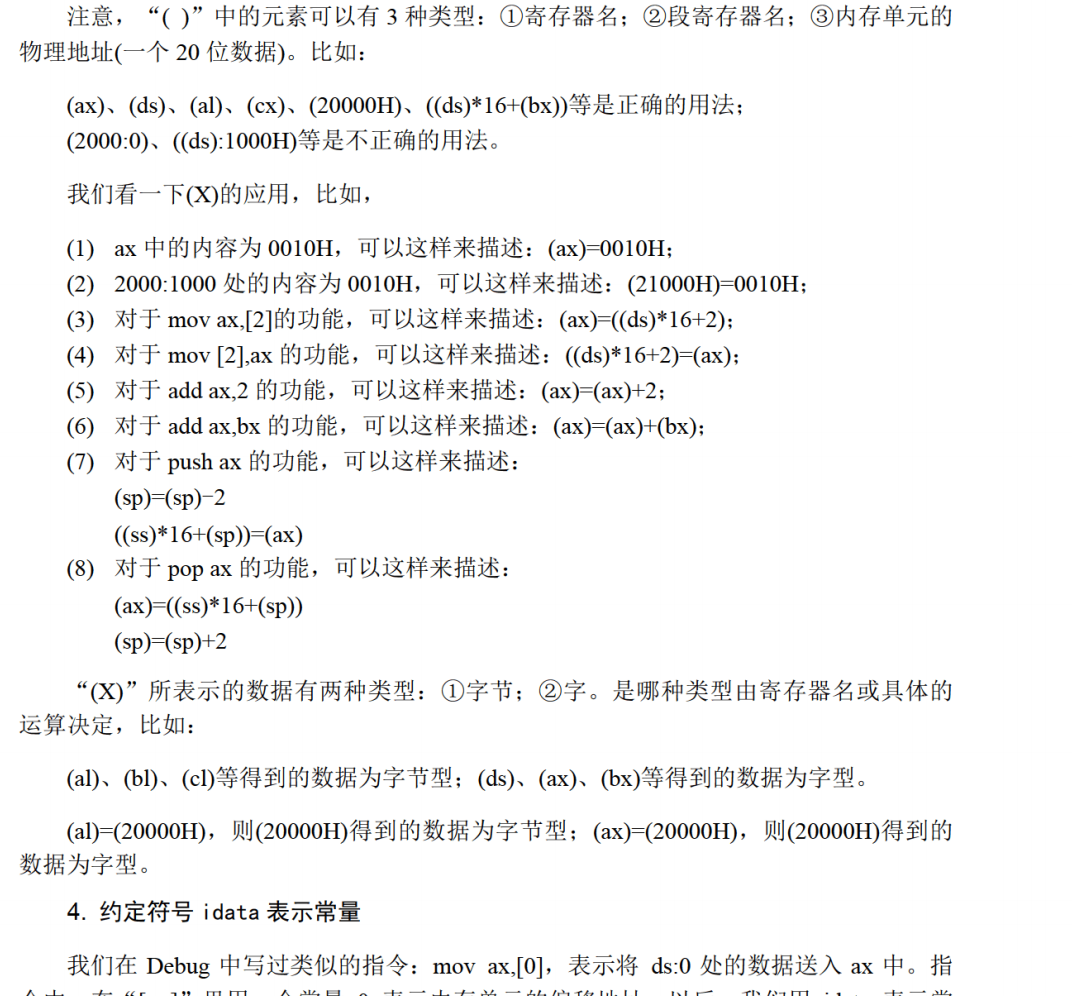 注意，“( )”中的元素可以有 3 种类型：①寄存器名；②段寄存器名；③内存单元的
物理地址(一个 20 位数据)。比如：
(ax)、(ds)、(al)、(cx)、(20000H)、((ds)*16+(bx))等是正确的用法；
(2000:0)、((ds):1000H)等是不正确的用法。
我们看一下(X)的应用，比如，
(1) ax 中的内容为 0010H，可以这样来描述：(ax)=0010H；
(2) 2000:1000 处的内容为 0010H，可以这样来描述：(21000H)=0010H；
(3) 对于 mov ax,[2]的功能，可以这样来描述：(ax)=((ds)*16+2)；
(4) 对于 mov [2],ax 的功能，可以这样来描述：((ds)*16+2)=(ax)；
(5) 对于 add ax,2 的功能，可以这样来描述：(ax)=(ax)+2；
(6) 对于 add ax,bx 的功能，可以这样来描述：(ax)=(ax)+(bx)；
(7) 对于 push ax 的功能，可以这样来描述：
(sp)=(sp)−2
((ss)*16+(sp))=(ax)
(8) 对于 pop ax 的功能，可以这样来描述：
(ax)=((ss)*16+(sp))
(sp)=(sp)+2
“(X)”所表示的数据有两种类型：①字节；②字。是哪种类型由寄存器名或具体的
运算决定，比如：
(al)、(bl)、(cl)等得到的数据为字节型；(ds)、(ax)、(bx)等得到的数据为字型。
(al)=(20000H)，则(20000H)得到的数据为字节型；(ax)=(20000H)，则(20000H)得到的
数据为字型。
4. 约定符号 idata 表示常量
我们在 Debug 中写过类似的指令：mov ax,[0]，表示将 ds:0 处的数据送入 ax 中。指